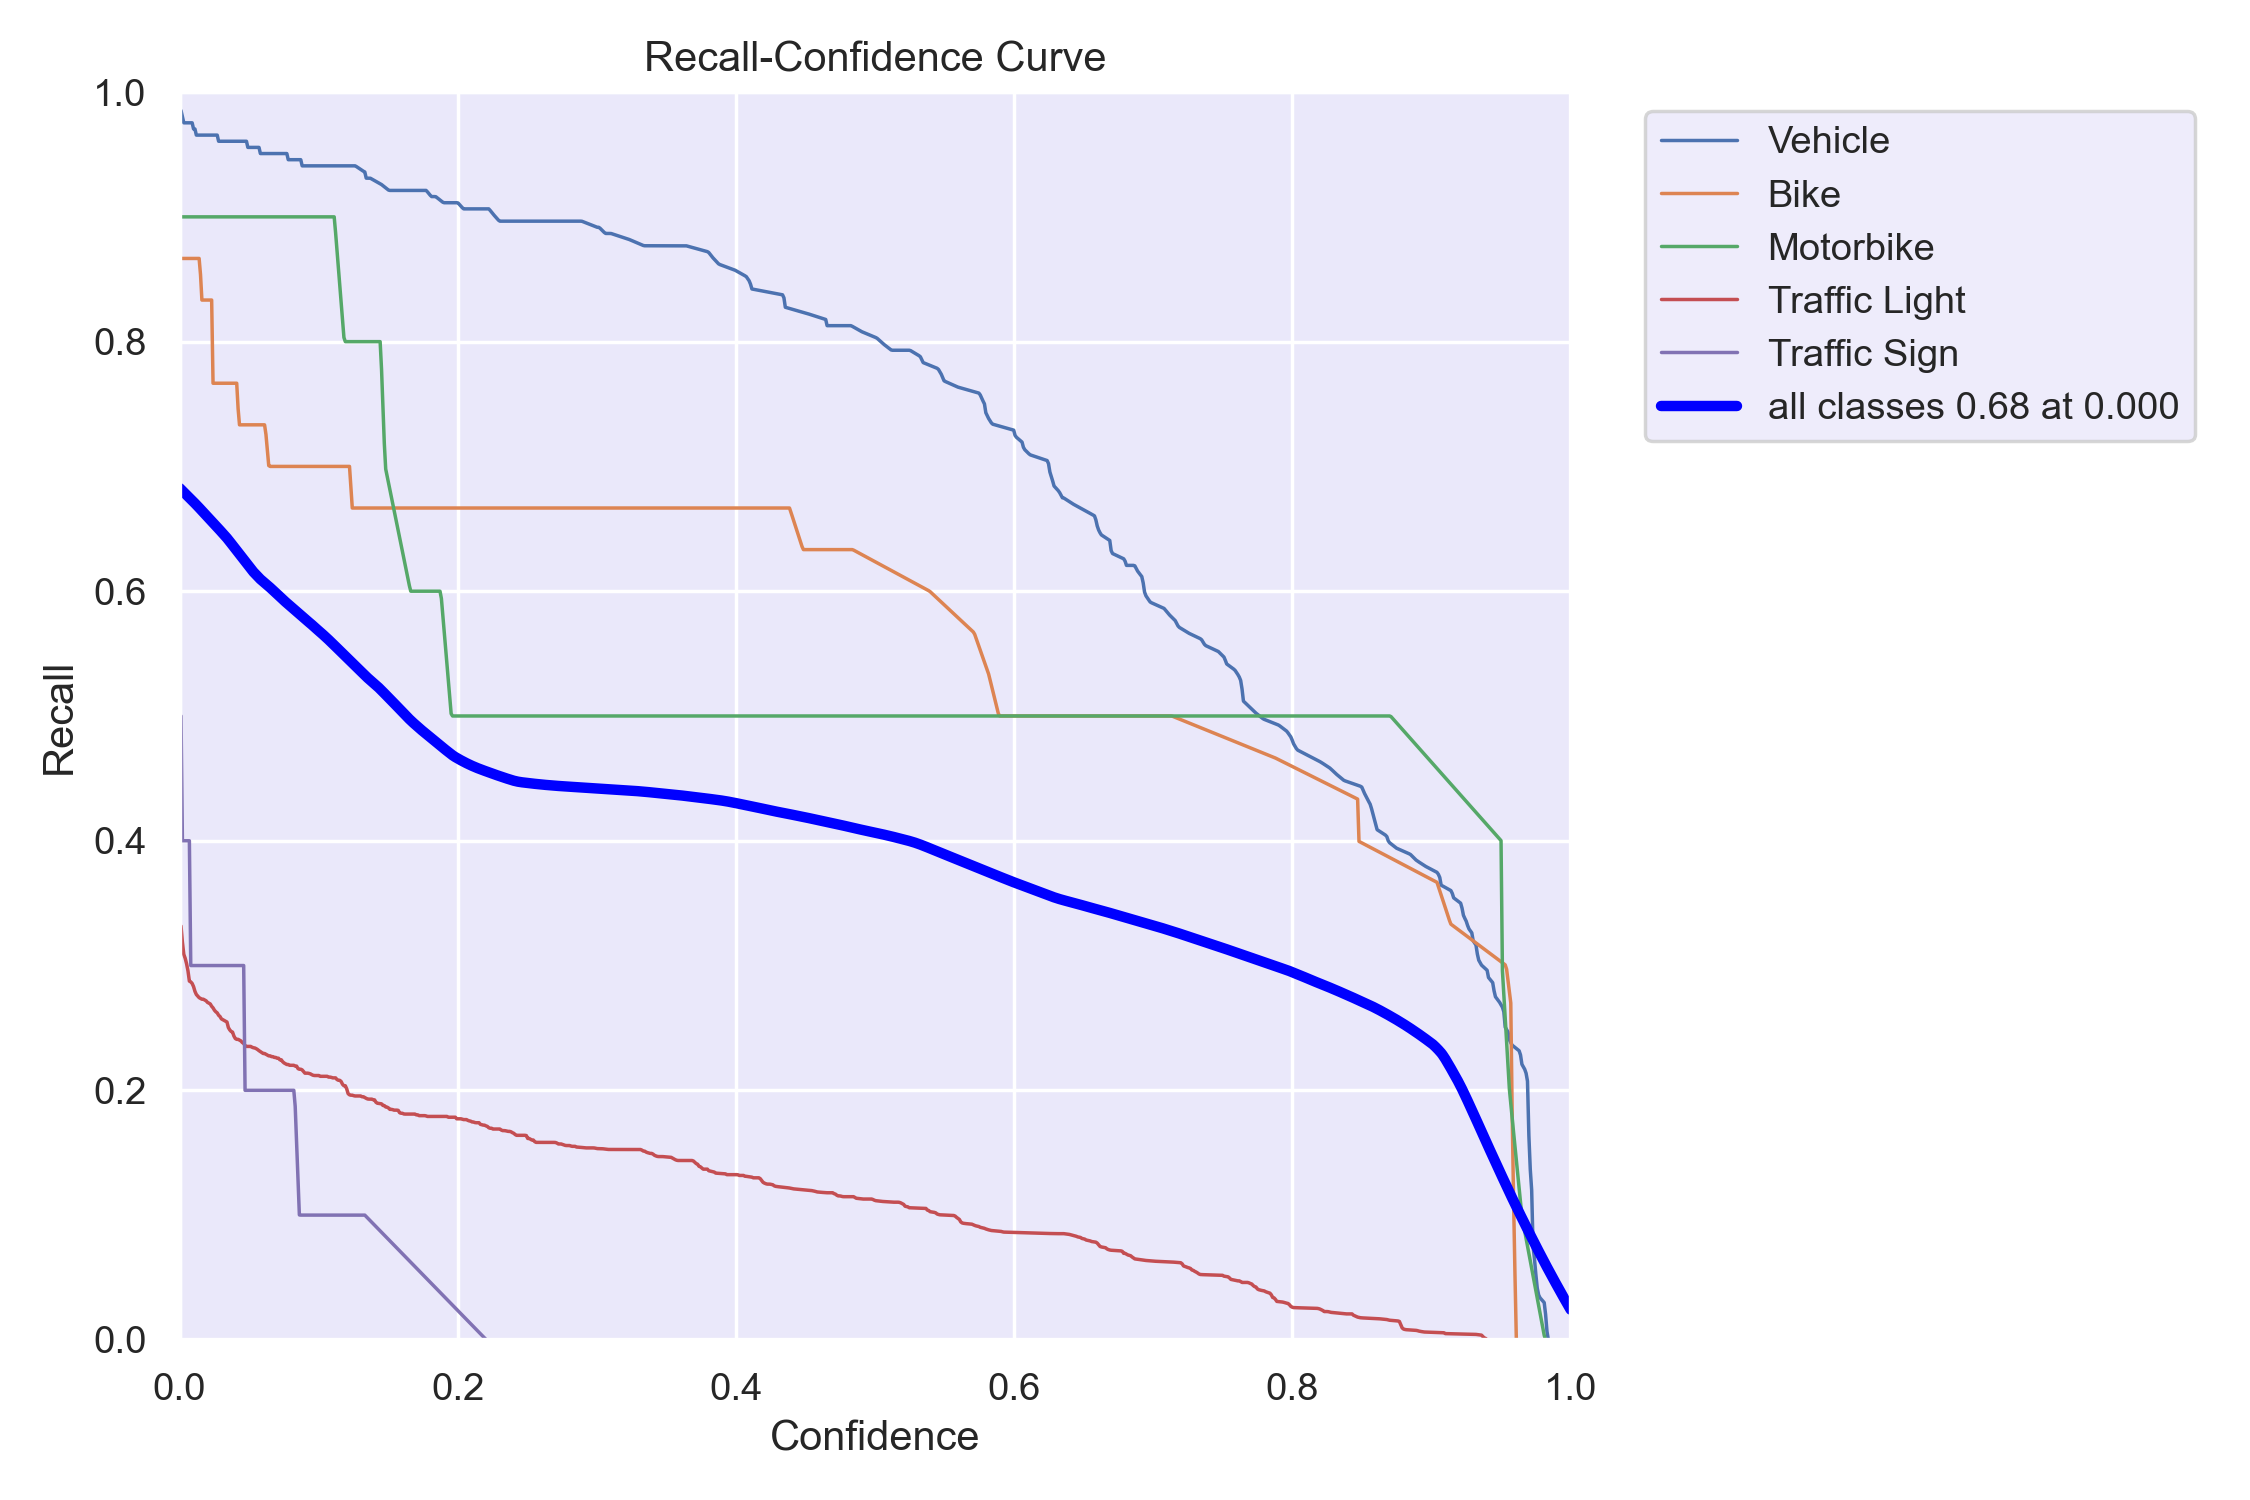 Recall-Confidence Curve
1.0
0.8
0.6
0.4
0.2
0.0
Recall
0.0 0.2 0.4 0.6 0.8 1.0
Confidence
Vehicle
Bike
Motorbike
Traffic Light
Traffic Sign
all classes 0.68 at 0.000